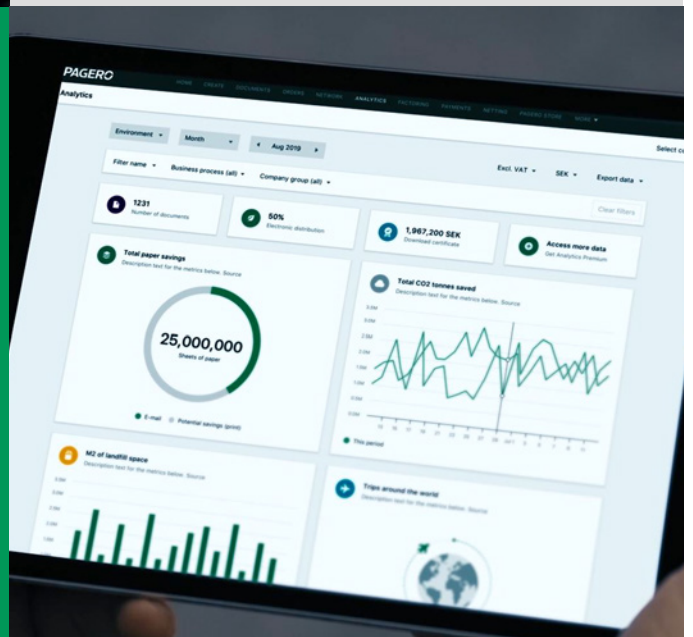 PAGERO
HOME CREATE DOCUMENTS ORDERS NETWORK ANALYTICS FACTORING PAYMENTS NETTING PAGERO STORE MORE
Analytics
Select co
Environment Month Aug 2019
Excl. VAT SEK Export data
Filter name Business process (all) Company group (all)
Clear filters
1231
Number of documents
50%
Electronic distribution
1,967,200 SEK
Download certificate
Access more data
Get Analytics Premium
Total paper savings
Description text for the metrics below. Source
25,000,000
Sheets of paper
E-mail Potential savings (print)
Total CO2 tonnes saved
Description text for the metrics below. Source
This period
M2 of landfill space
Description text for the metrics below. Source
Trips around the world
Description text for the metrics below. Source